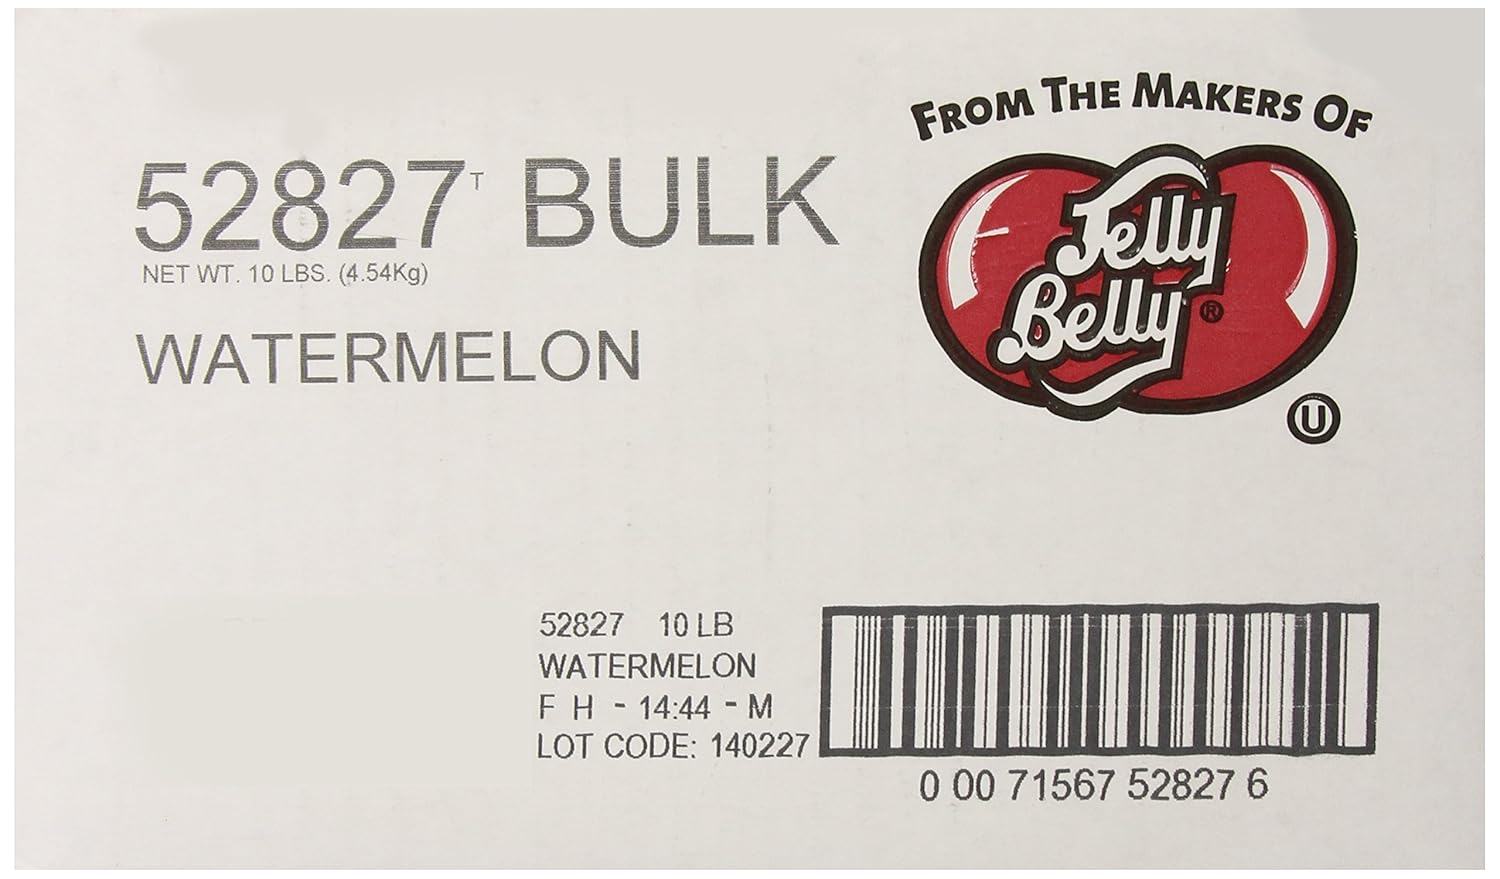 FROM THE MAKERS OF
Jelly
Belly®
U
52827T BULK
NET WT. 10 LBS. (4.54Kg)
WATERMELON
52827 10 LB
WATERMELON
F H - 14:44 - M
LOT CODE: 140227
0 00 71567 52827 6